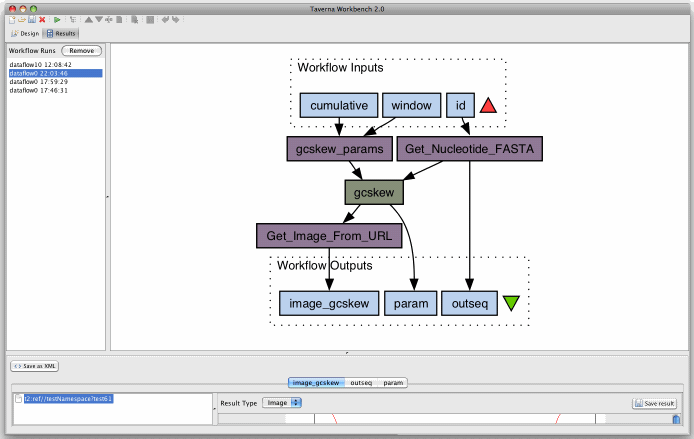 Taverna Workbench 2.0
Design Results
Workflow Runs Remove
dataflow10 12:08:42
dataflow0 22:03:46
dataflow0 17:59:29
dataflow0 17:46:31
Workflow Inputs
cumulative window id
gcskew_params Get_Nucleotide_FASTA
gcskew
Get_Image_From_URL
Workflow Outputs
image_gcskew param outseq
<> Save as XML
image_gcskew outseq param
t2:ref//testNamespace?test61
Result Type Image Save result